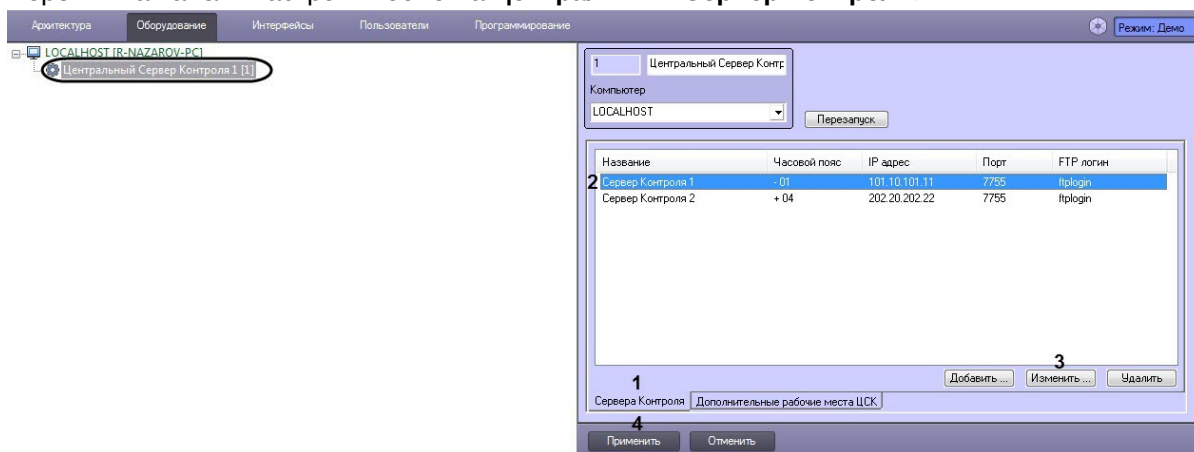 Архитектура Оборудование Интерфейсы Пользователи Программирование Режим: Демо
LOCALHOST [R-NAZAROV-PC]
Центральный Сервер Контроля 1 [1]
1 Центральный Сервер Контр
Компьютер
LOCALHOST
Перезапуск
Название Часовой пояс IP адрес Порт FTP логин
2 Сервер Контроля 1 - 01 101.10.101.11 7755 ftplogin
Сервер Контроля 2 + 04 202.20.202.22 7755 ftplogin
3
Добавить ... Изменить ... Удалить
1
Сервера Контроля Дополнительные рабочие места ЦСК
4
Применить Отменить